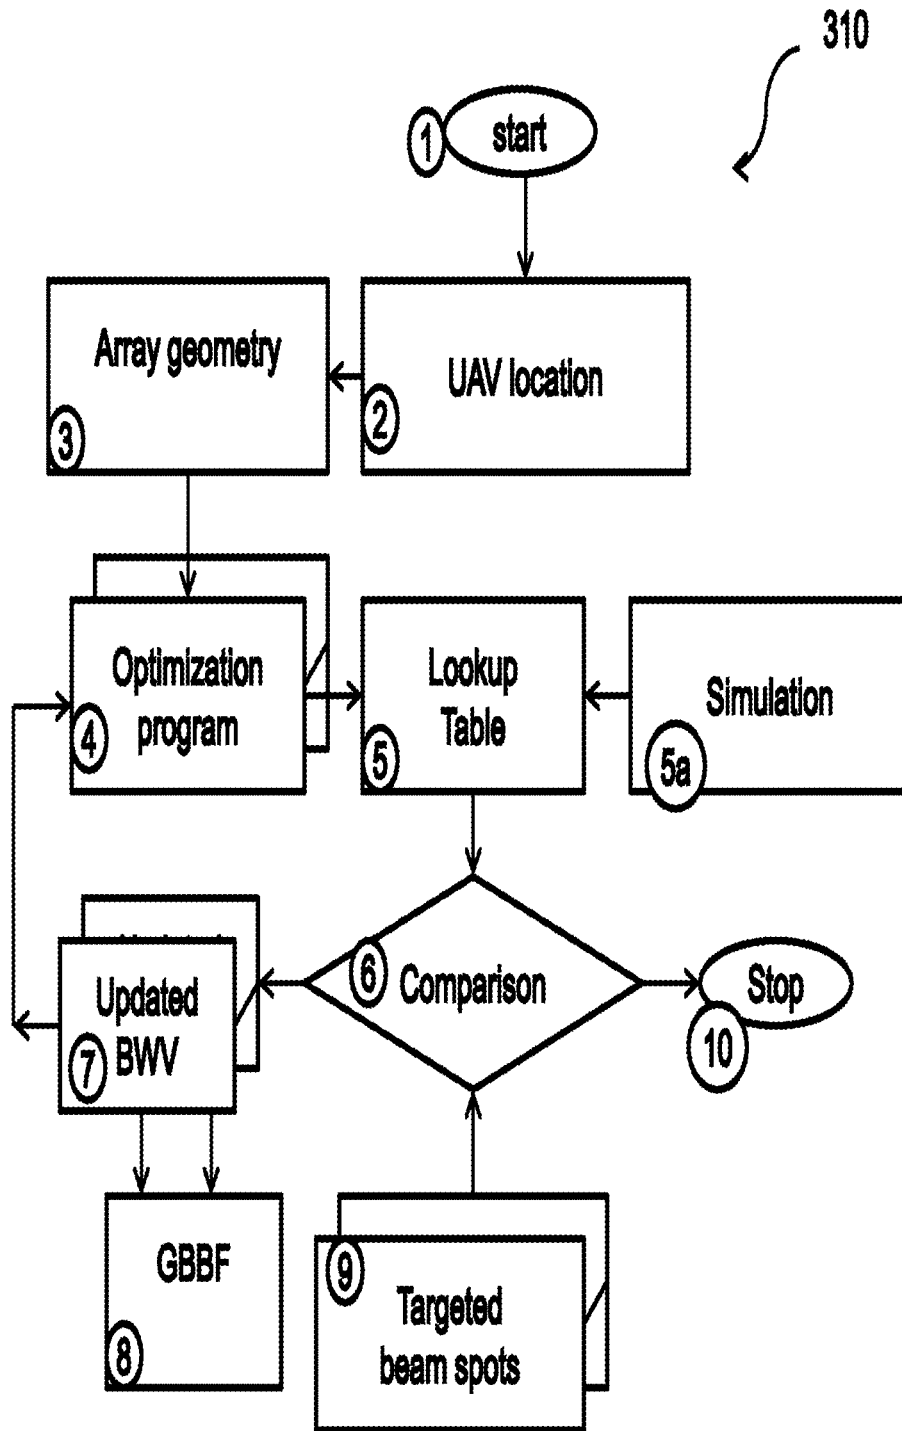 310
1
start
Array geometry
3
UAV location
2
Optimization
program
4
Lookup
Table
5
Simulation
5a
6
Comparison
Stop
10
Updated
BWV
7
GBBF
8
9
Targeted
beam spots